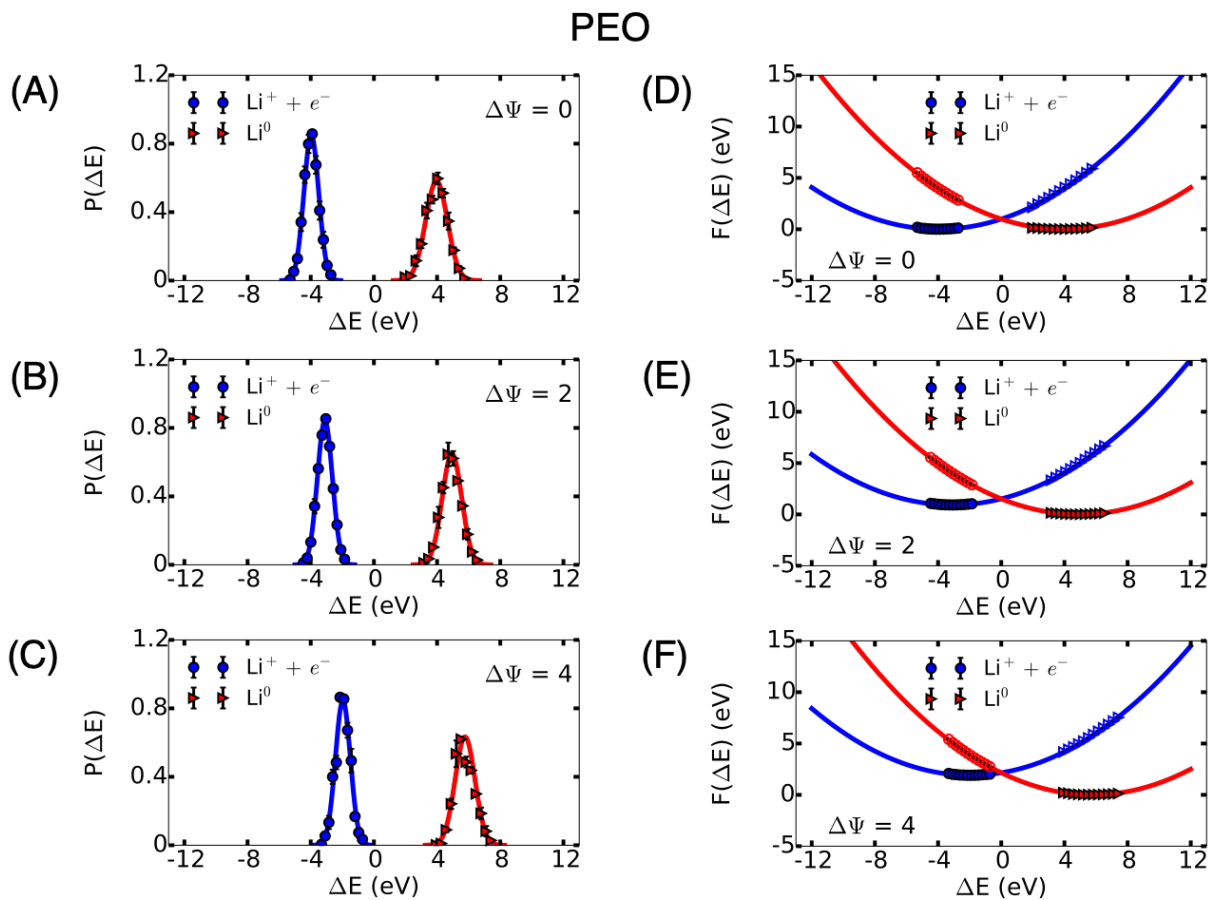 PEO
(A)
1.2
0.8
0.4
0
P(ΔE)
Li⁺ + e⁻
Li⁰
ΔΨ = 0
-12 -8 -4 0 4 8 12
ΔE (eV)
(D)
15
10
5
0
-5
F(ΔE) (eV)
Li⁺ + e⁻
Li⁰
ΔΨ = 0
-12 -8 -4 0 4 8 12
ΔE (eV)
(B)
1.2
0.8
0.4
0
P(ΔE)
Li⁺ + e⁻
Li⁰
ΔΨ = 2
-12 -8 -4 0 4 8 12
ΔE (eV)
(E)
15
10
5
0
-5
F(ΔE) (eV)
Li⁺ + e⁻
Li⁰
ΔΨ = 2
-12 -8 -4 0 4 8 12
ΔE (eV)
(C)
1.2
0.8
0.4
0
P(ΔE)
Li⁺ + e⁻
Li⁰
ΔΨ = 4
-12 -8 -4 0 4 8 12
ΔE (eV)
(F)
15
10
5
0
-5
F(ΔE) (eV)
Li⁺ + e⁻
Li⁰
ΔΨ = 4
-12 -8 -4 0 4 8 12
ΔE (eV)